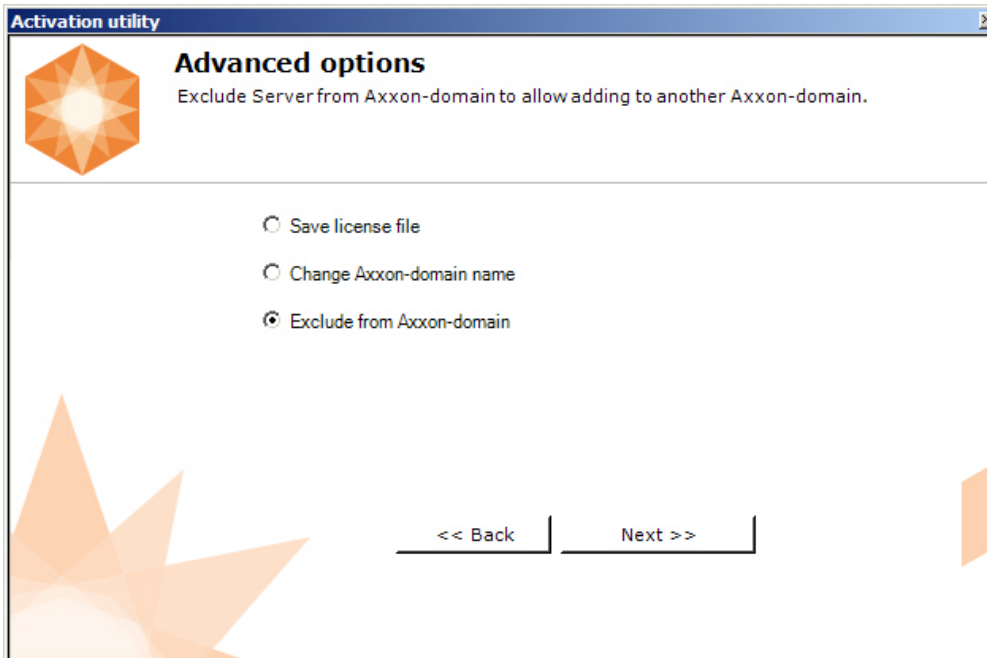 Activation utility
Advanced options
Exclude Server from Axxon-domain to allow adding to another Axxon-domain.
Save license file
Change Axxon-domain name
Exclude from Axxon-domain
<< Back Next >>